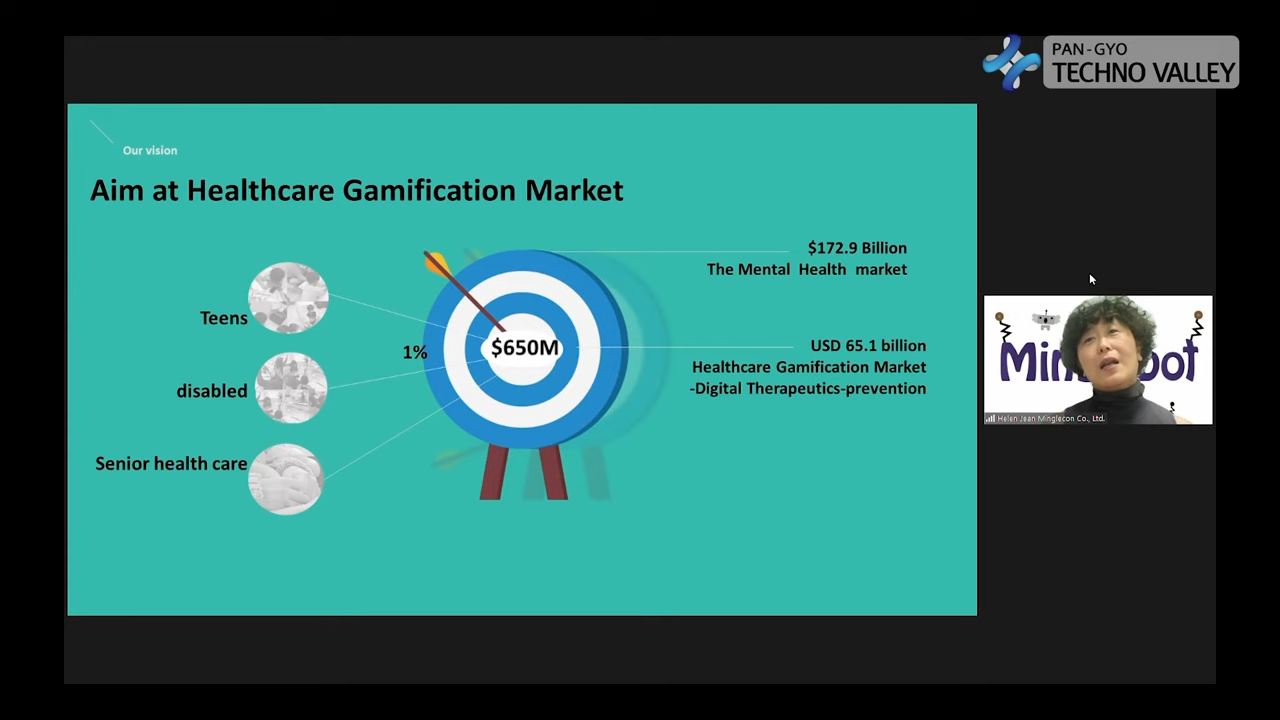 PAN-GYO
TECHNO VALLEY
Our vision
Aim at Healthcare Gamification Market
$172.9 Billion
The Mental Health market
Teens
1%
$650M
USD 65.1 billion
Healthcare Gamification Market
-Digital Therapeutics-prevention
disabled
Senior health care
Helen Jean Minglecon Co., Ltd.